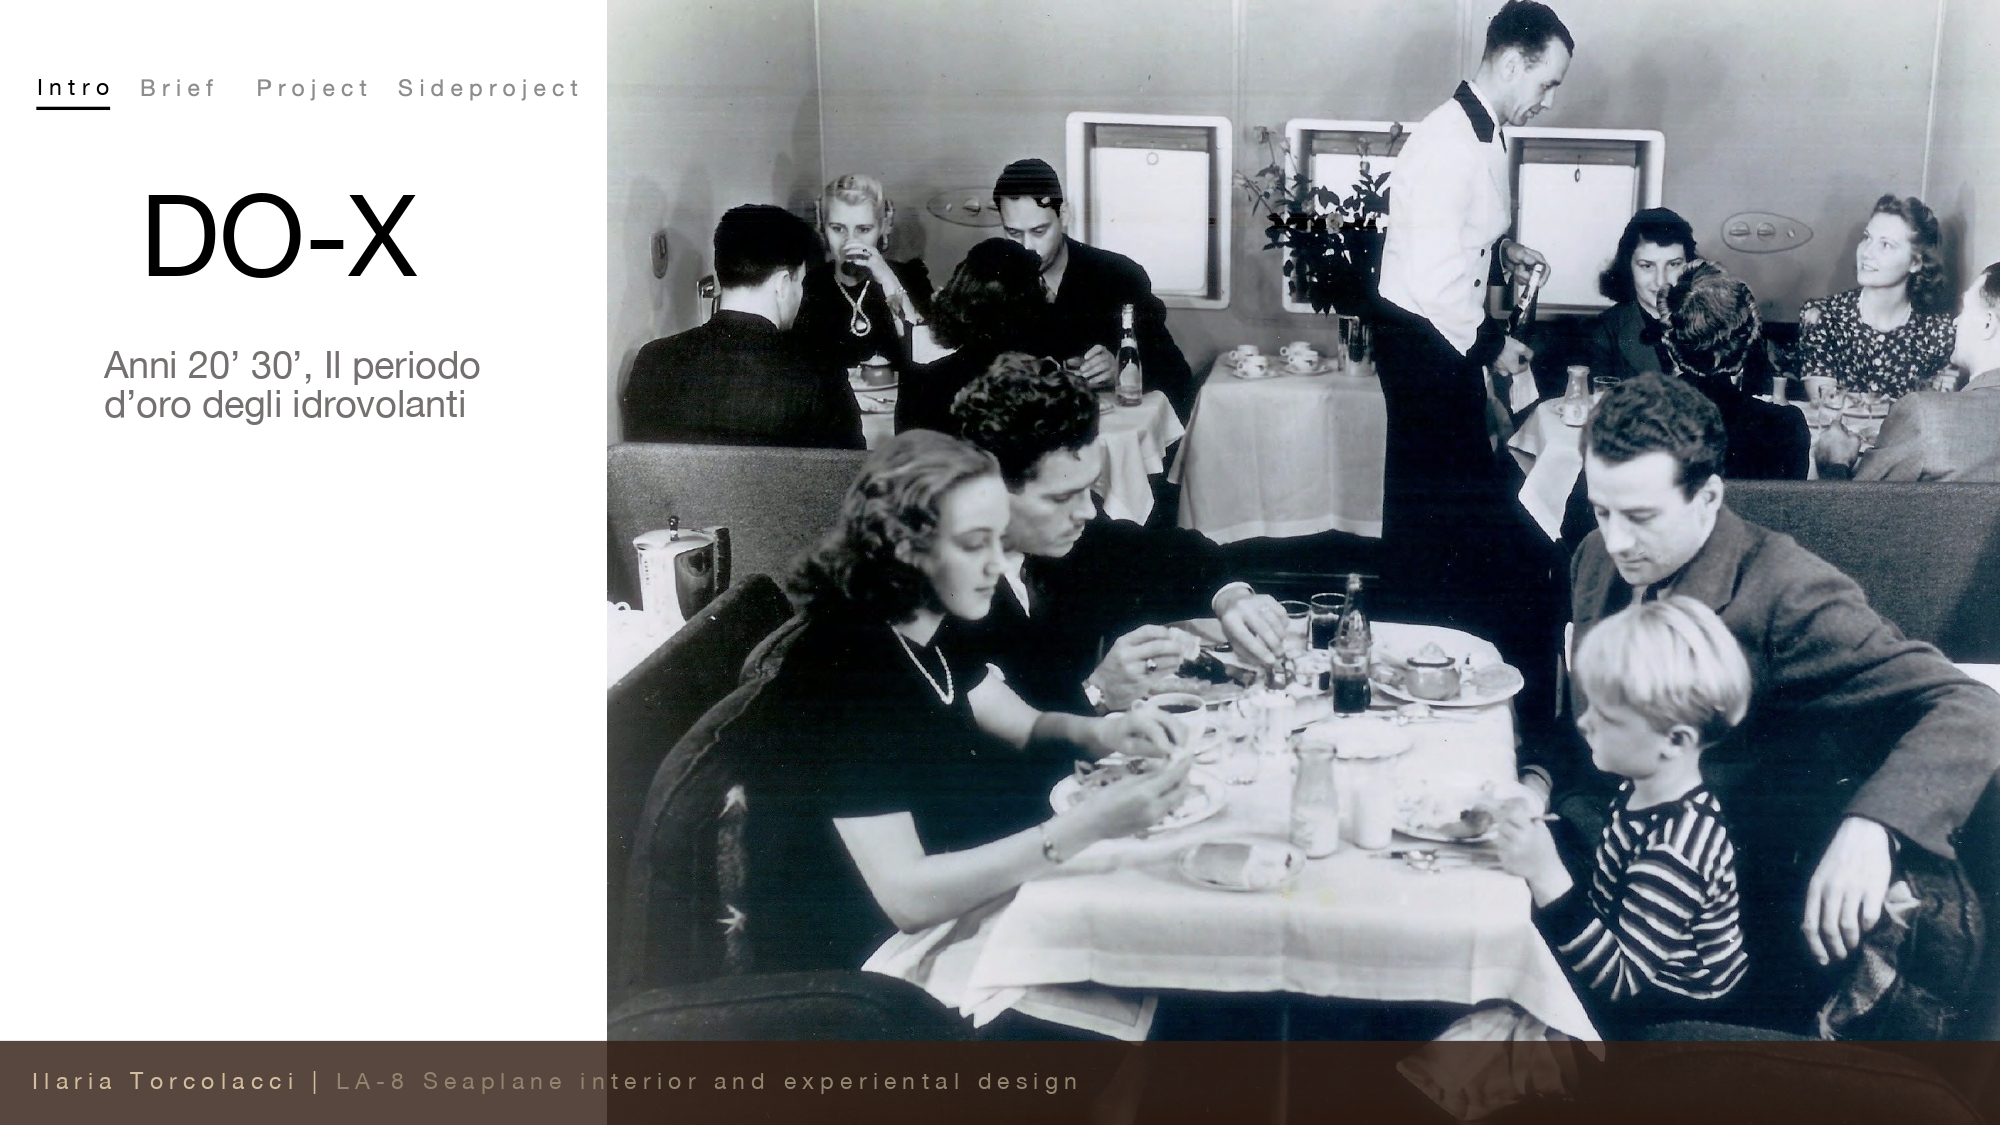 Intro Brief Project Sideproject
DO-X
Anni 20’ 30’, Il periodo
d’oro degli idrovolanti
Ilaria Torcolacci | LA-8 Seaplane interior and experiental design